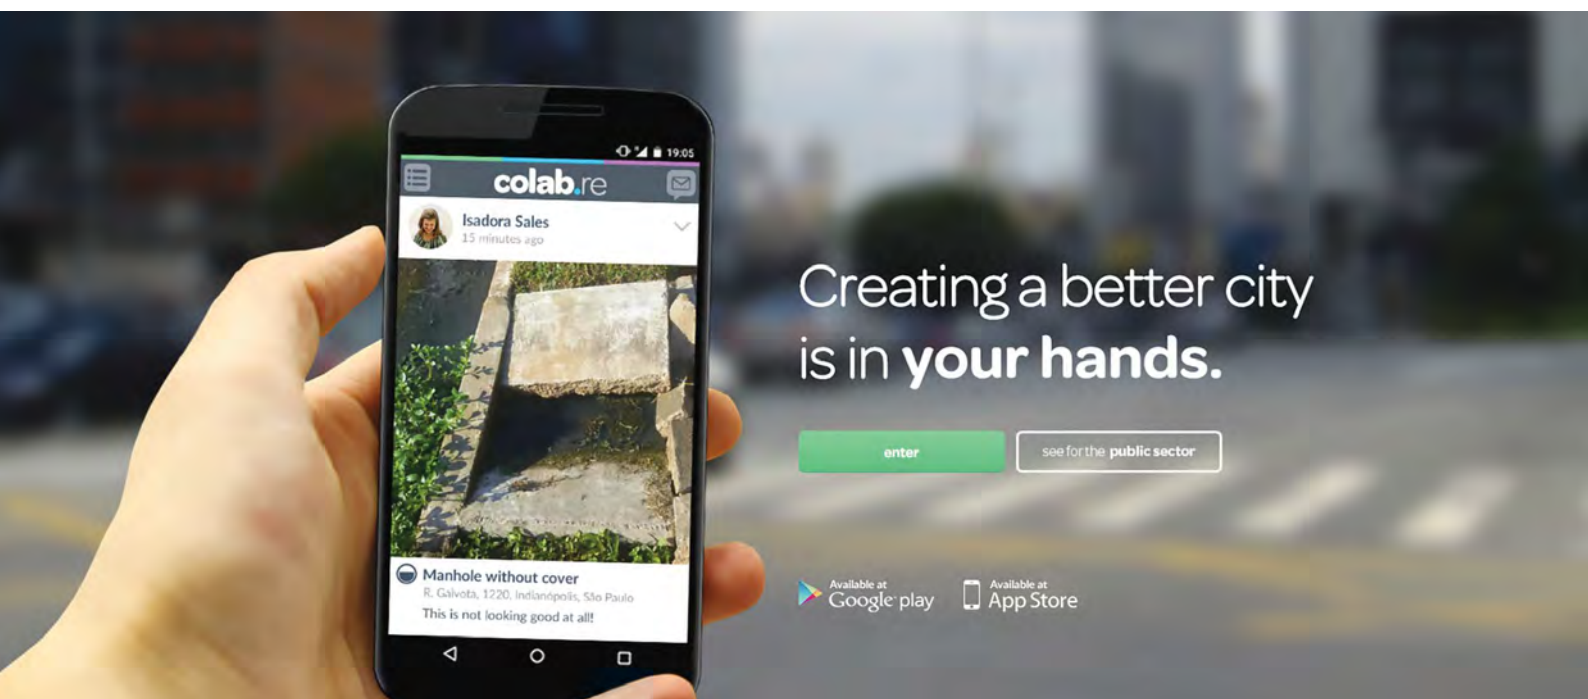 19:05
colab.re
Isadora Sales
15 minutes ago
Manhole without cover
R. Gaivota, 1220, Indianópolis, São Paulo
This is not looking good at all!
Creating a better city
is in your hands.
enter
see for the public sector
Available at
Google play
Available at
App Store